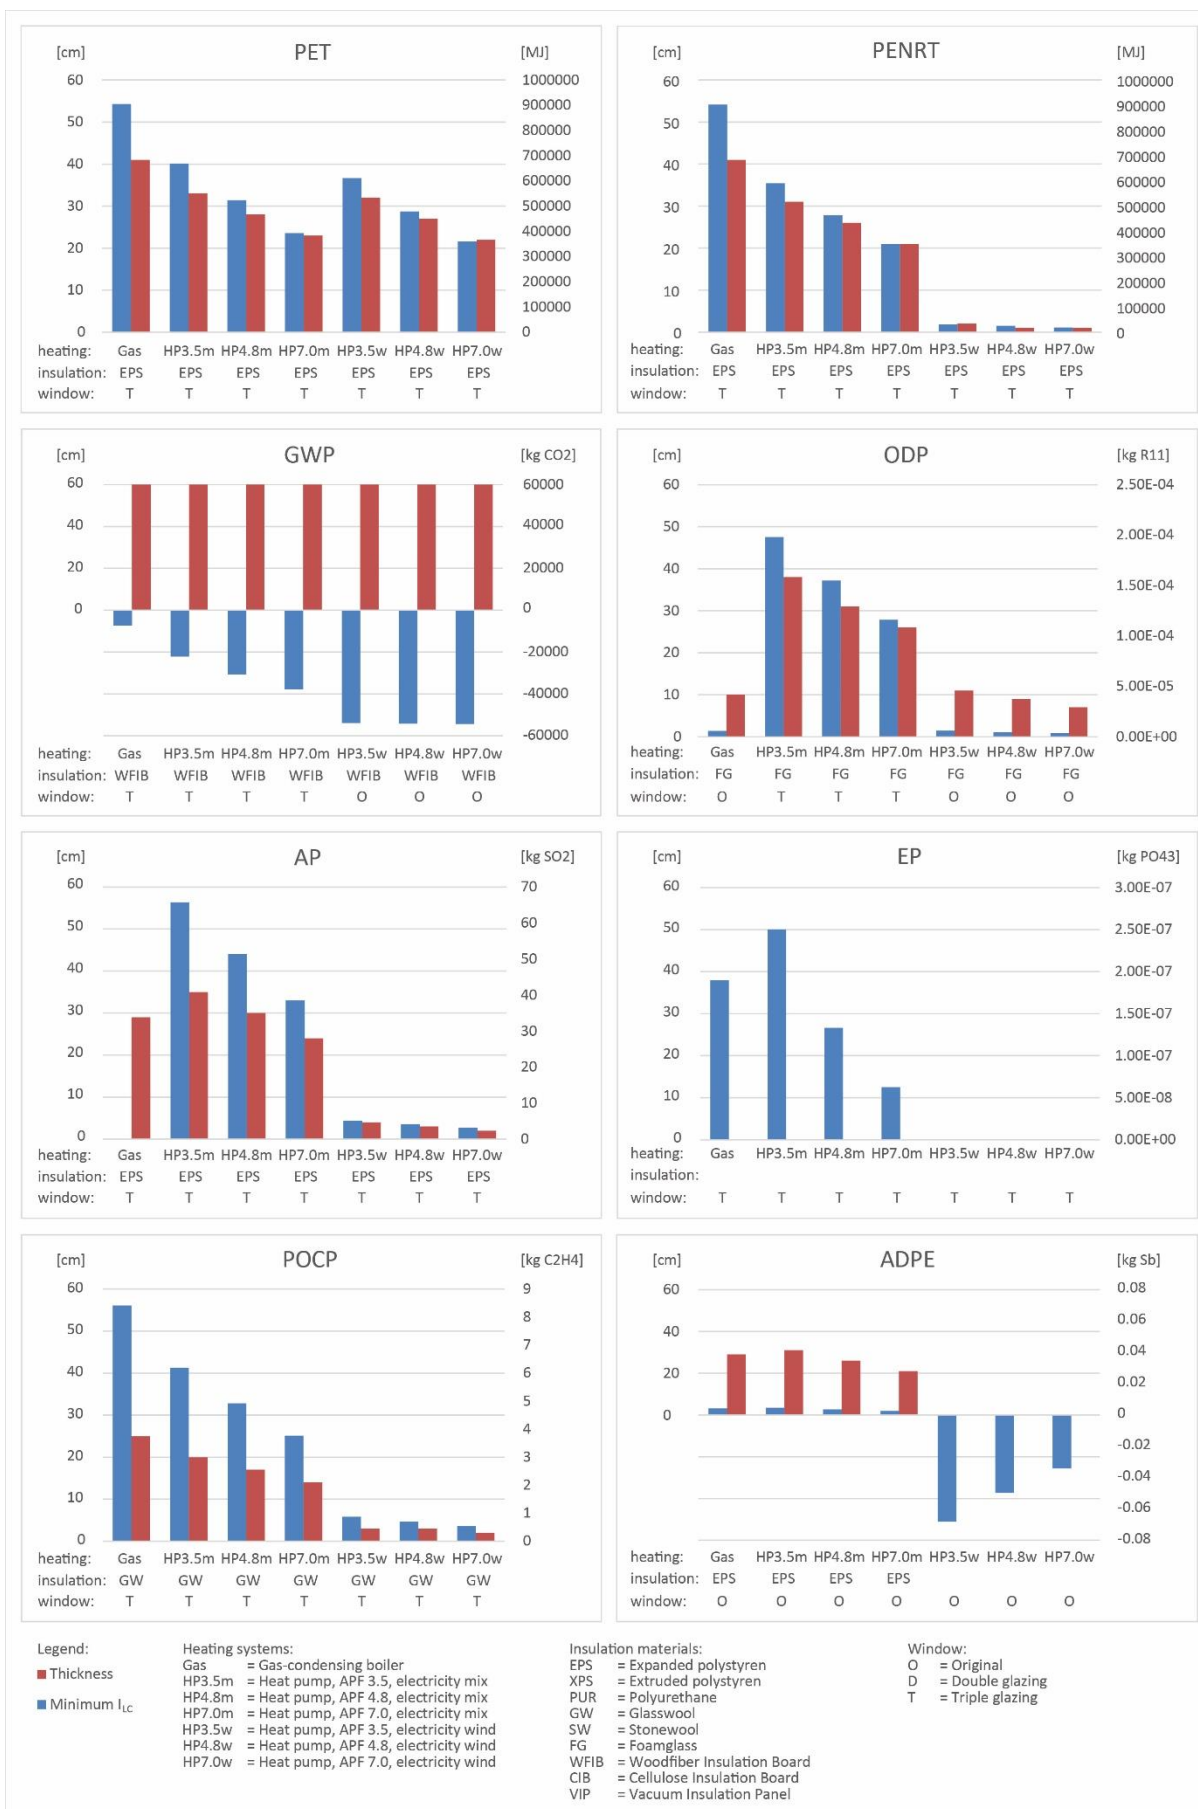 [cm] PET [MJ]
60 1000000
900000
50 800000
700000
40 600000
30 500000
400000
20 300000
10 200000
100000
0 0
heating: Gas HP3.5m HP4.8m HP7.0m HP3.5w HP4.8w HP7.0w
insulation: EPS EPS EPS EPS EPS EPS EPS
window: T T T T T T T
[cm] PENRT [MJ]
60 1000000
900000
50 800000
700000
40 600000
30 500000
400000
20 300000
10 200000
100000
0 0
heating: Gas HP3.5m HP4.8m HP7.0m HP3.5w HP4.8w HP7.0w
insulation: EPS EPS EPS EPS EPS EPS EPS
window: T T T T T T T
[cm] GWP [kg CO2]
60 60000
40 40000
20 20000
0 0
-20000
-40000
-60000
heating: Gas HP3.5m HP4.8m HP7.0m HP3.5w HP4.8w HP7.0w
insulation: WFIB WFIB WFIB WFIB WFIB WFIB WFIB
window: T T T T O O O
[cm] ODP [kg R11]
60 2.50E-04
50 2.00E-04
40 1.50E-04
30
20 1.00E-04
10 5.00E-05
0 0.00E+00
heating: Gas HP3.5m HP4.8m HP7.0m HP3.5w HP4.8w HP7.0w
insulation: FG FG FG FG FG FG FG
window: O T T T O O O
[cm] AP [kg SO2]
60 70
50 60
50
40 40
30 30
20 20
10 10
0 0
heating: Gas HP3.5m HP4.8m HP7.0m HP3.5w HP4.8w HP7.0w
insulation: EPS EPS EPS EPS EPS EPS EPS
window: T T T T T T T
[cm] EP [kg PO43]
60 3.00E-07
50 2.50E-07
40 2.00E-07
30 1.50E-07
20 1.00E-07
10 5.00E-08
0 0.00E+00
heating: Gas HP3.5m HP4.8m HP7.0m HP3.5w HP4.8w HP7.0w
insulation:
window: T T T T T T T
[cm] POCP [kg C2H4]
60 9
8
50 7
40 6
5
30 4
20 3
2
10 1
0 0
heating: Gas HP3.5m HP4.8m HP7.0m HP3.5w HP4.8w HP7.0w
insulation: GW GW GW GW GW GW GW
window: T T T T T T T
[cm] ADPE [kg Sb]
60 0.08
0.06
40 0.04
20 0.02
0 0
-0.02
-0.04
-0.06
-0.08
heating: Gas HP3.5m HP4.8m HP7.0m HP3.5w HP4.8w HP7.0w
insulation: EPS EPS EPS EPS
window: O O O O O O O
Legend:
Thickness
Minimum ILC
Heating systems:
Gas = Gas-condensing boiler
HP3.5m = Heat pump, APF 3.5, electricity mix
HP4.8m = Heat pump, APF 4.8, electricity mix
HP7.0m = Heat pump, APF 7.0, electricity mix
HP3.5w = Heat pump, APF 3.5, electricity wind
HP4.8w = Heat pump, APF 4.8, electricity wind
HP7.0w = Heat pump, APF 7.0, electricity wind
Insulation materials:
EPS = Expanded polystyren
XPS = Extruded polystyren
PUR = Polyurethane
GW = Glasswool
SW = Stonewool
FG = Foamglass
WFIB = Woodfiber Insulation Board
CIB = Cellulose Insulation Board
VIP = Vacuum Insulation Panel
Window:
O = Original
D = Double glazing
T = Triple glazing